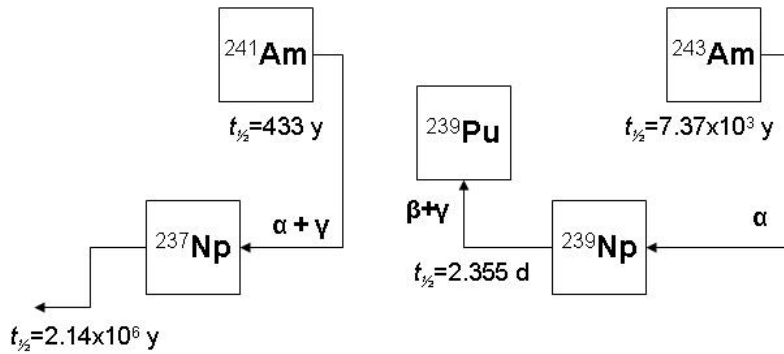 ²⁴¹Am
²⁴³Am
t½=433 y
²³⁹Pu
t½=7.37x10³ y
α + γ
β+γ
α
²³⁷Np
²³⁹Np
t½=2.355 d
t½=2.14x10⁶ y